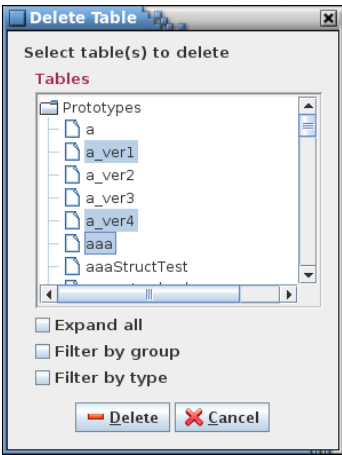 Delete Table
Select table(s) to delete
Tables
Prototypes
a
a_ver1
a_ver2
a_ver3
a_ver4
aaa
aaaStructTest
Expand all
Filter by group
Filter by type
Delete
Cancel